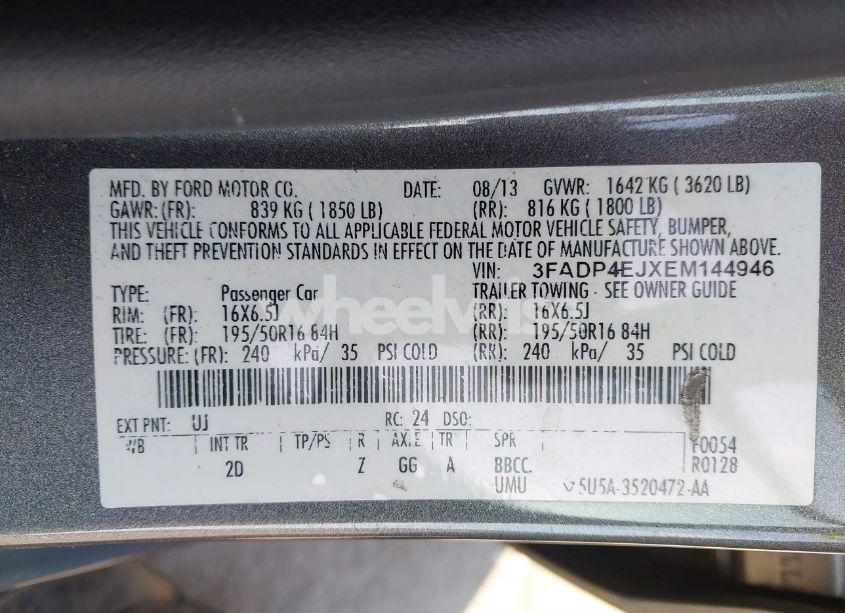 MFD. BY FORD MOTOR CO. DATE: 08/13 GVWR: 1642 KG ( 3620 LB)
GAWR: (FR): 839 KG ( 1850 LB) (RR): 816 KG ( 1800 LB)
THIS VEHICLE CONFORMS TO ALL APPLICABLE FEDERAL MOTOR VEHICLE SAFETY, BUMPER,
AND THEFT PREVENTION STANDARDS IN EFFECT ON THE DATE OF MANUFACTURE SHOWN ABOVE.
VIN: 3FADP4EJXEM144946
TYPE: Passenger Car TRAILER TOWING - SEE OWNER GUIDE
RIM: (FR): 16X6.5J (RR): 16X6.5J
TIRE: (FR): 195/50R16 84H (RR): 195/50R16 84H
PRESSURE: (FR): 240 kPa/ 35 PSI COLD (RR): 240 kPa/ 35 PSI COLD
EXT PNT: UJ RC: 24 DSO:
WB INT TR TP/PS R AXLE TR SPR F0054
2D Z GG A BBCC. R0128
UMU 5U5A-3520472-AA